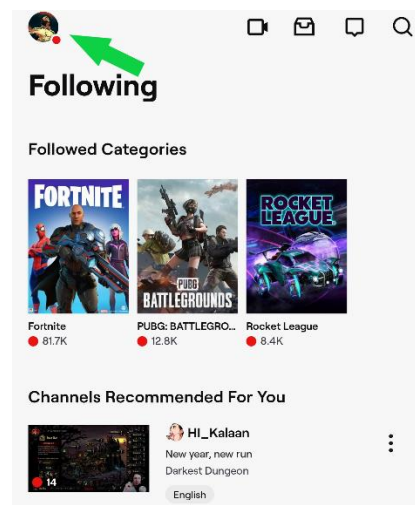 Following
Followed Categories
FORTNITE
PUBG
BATTLEGROUNDS
ROCKET
LEAGUE
Fortnite
81.7K
PUBG: BATTLEGRO...
12.8K
Rocket League
8.4K
Channels Recommended For You
HI_Kalaan
New year, new run
Darkest Dungeon
English
14